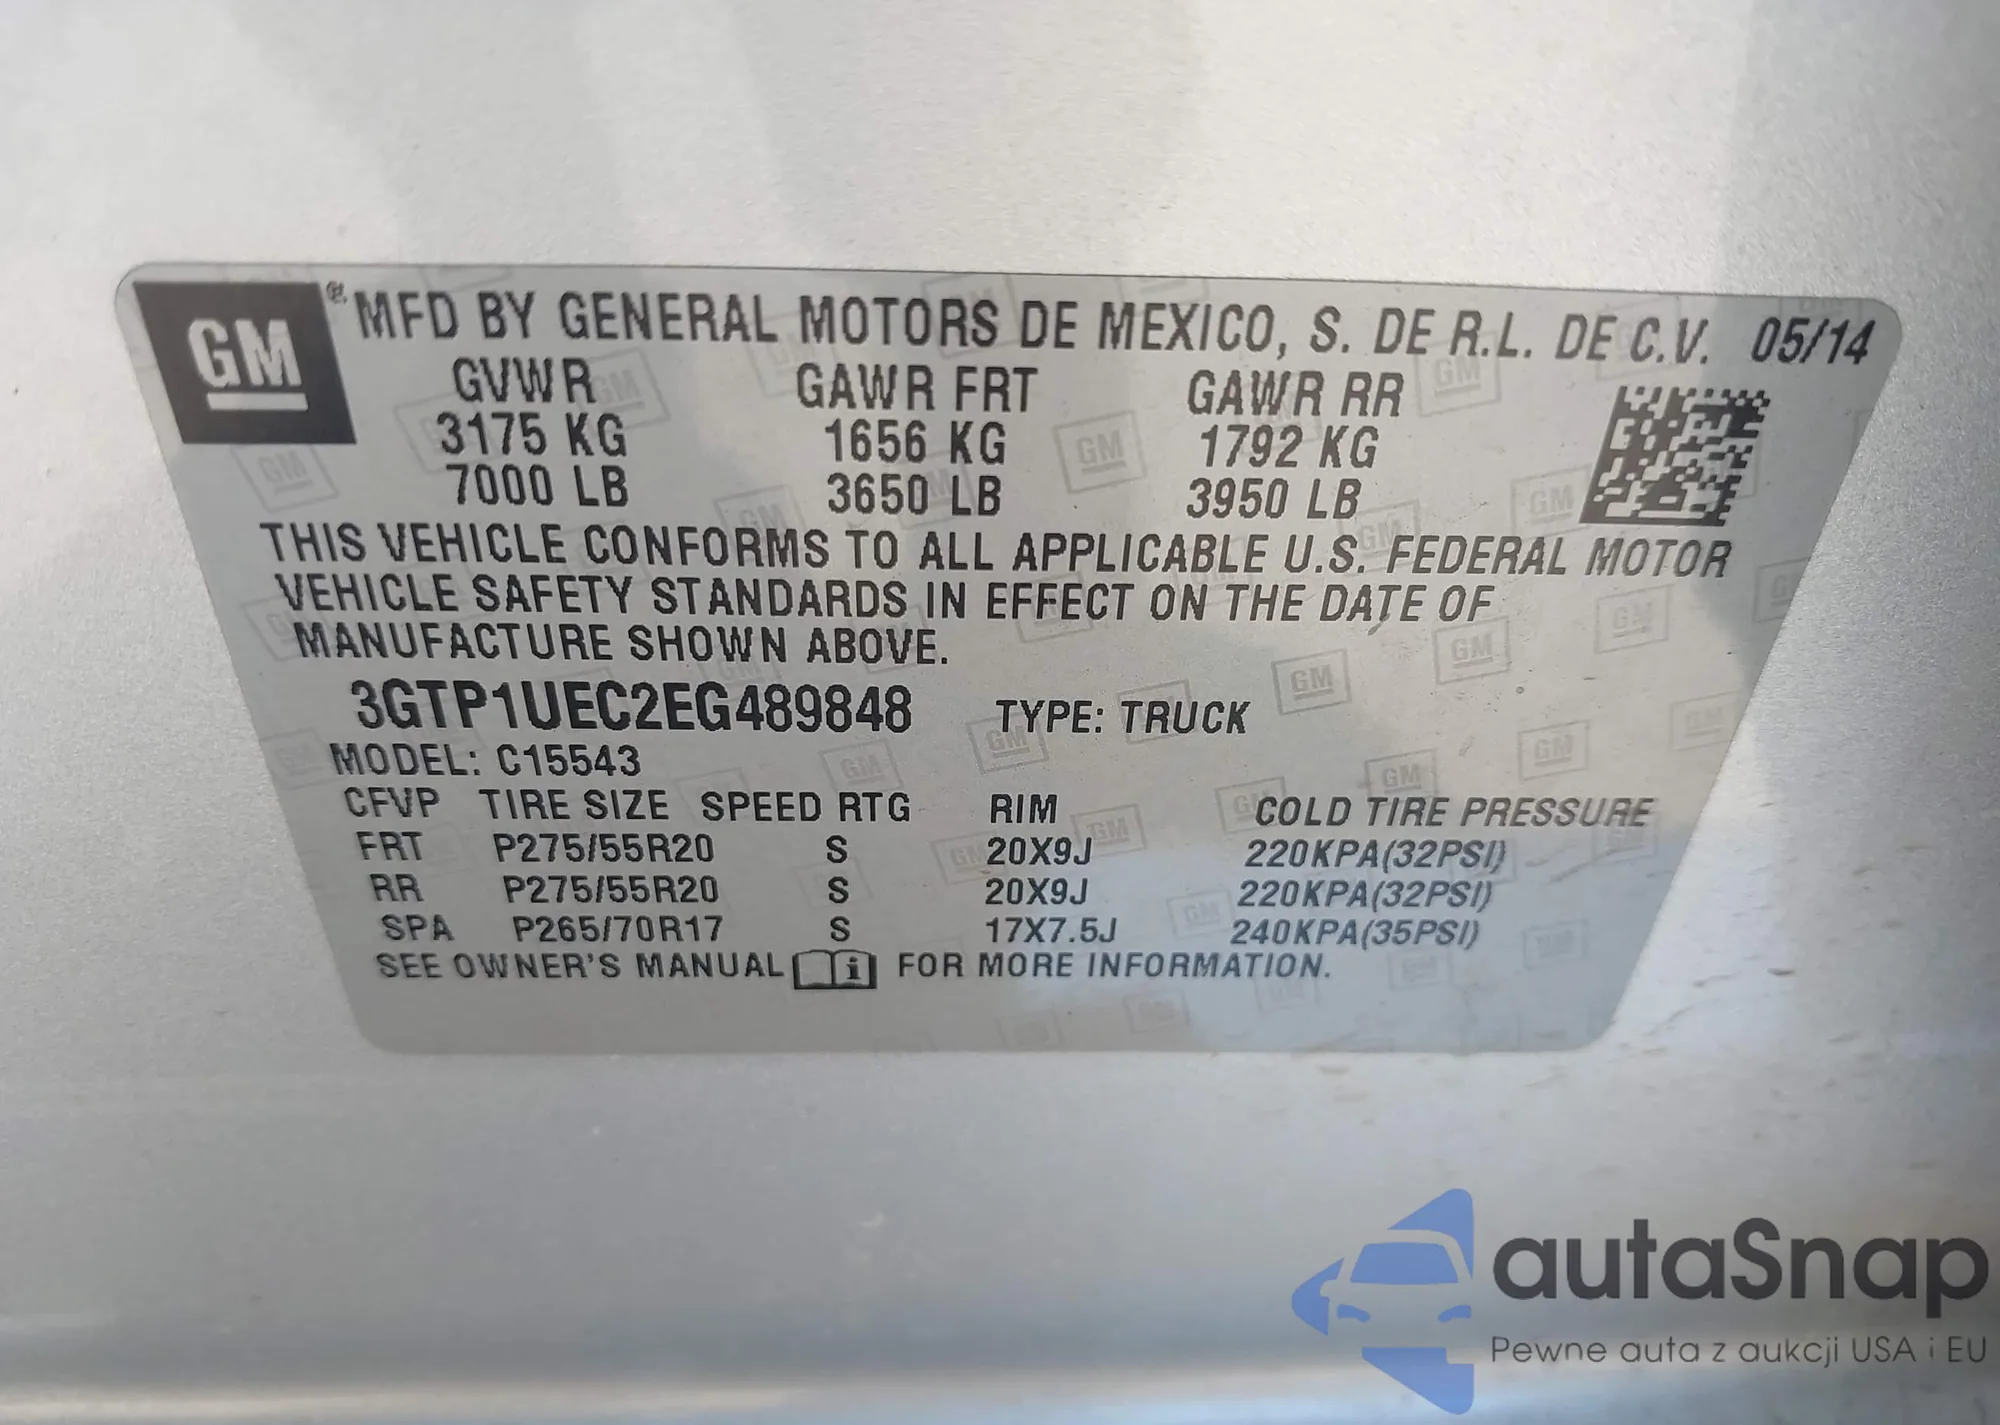 GM
® MFD BY GENERAL MOTORS DE MEXICO, S. DE R.L. DE C.V. 05/14
GVWR GAWR FRT GAWR RR
3175 KG 1656 KG 1792 KG
7000 LB 3650 LB 3950 LB
THIS VEHICLE CONFORMS TO ALL APPLICABLE U.S. FEDERAL MOTOR
VEHICLE SAFETY STANDARDS IN EFFECT ON THE DATE OF
MANUFACTURE SHOWN ABOVE.
3GTP1UEC2EG489848 TYPE: TRUCK
MODEL: C15543
CFVP TIRE SIZE SPEED RTG RIM COLD TIRE PRESSURE
FRT P275/55R20 S 20X9J 220KPA(32PSI)
RR P275/55R20 S 20X9J 220KPA(32PSI)
SPA P265/70R17 S 17X7.5J 240KPA(35PSI)
SEE OWNER'S MANUAL i FOR MORE INFORMATION.
autaSnap
Pewne auta z aukcji USA i EU